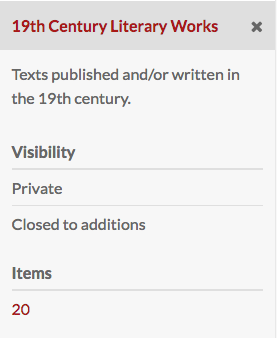 19th Century Literary Works
Texts published and/or written in
the 19th century.
Visibility
Private
Closed to additions
Items
20